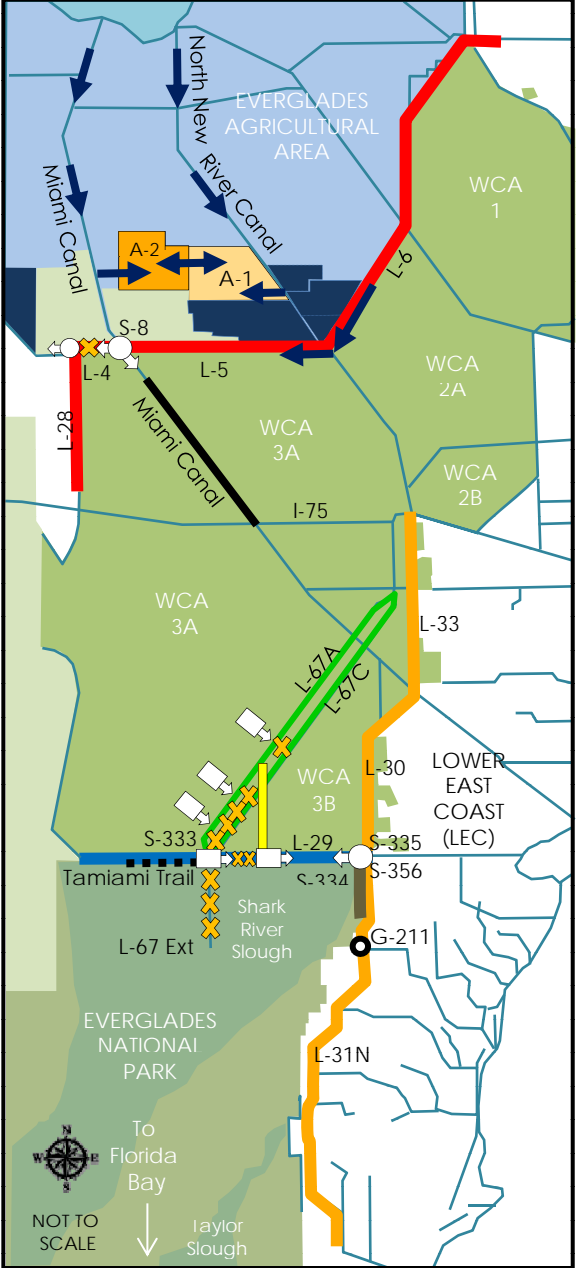 North New
River Canal
EVERGLADES
AGRICULTURAL
AREA
Miami Canal
WCA
1
A-2
A-1
L-6
S-8
L-4
L-5
WCA
2A
L-28
Miami Canal
WCA
3A
WCA
2B
I-75
WCA
3A
L-33
L-67A
L-67C
L-30
LOWER
EAST
COAST
(LEC)
WCA
3B
S-333
L-29
S-335
Tamiami Trail
S-334
S-356
L-67 Ext
Shark
River
Slough
G-211
EVERGLADES
NATIONAL
PARK
L-31N
To
Florida
Bay
N
W
E
S
NOT TO
SCALE
Taylor
Slough